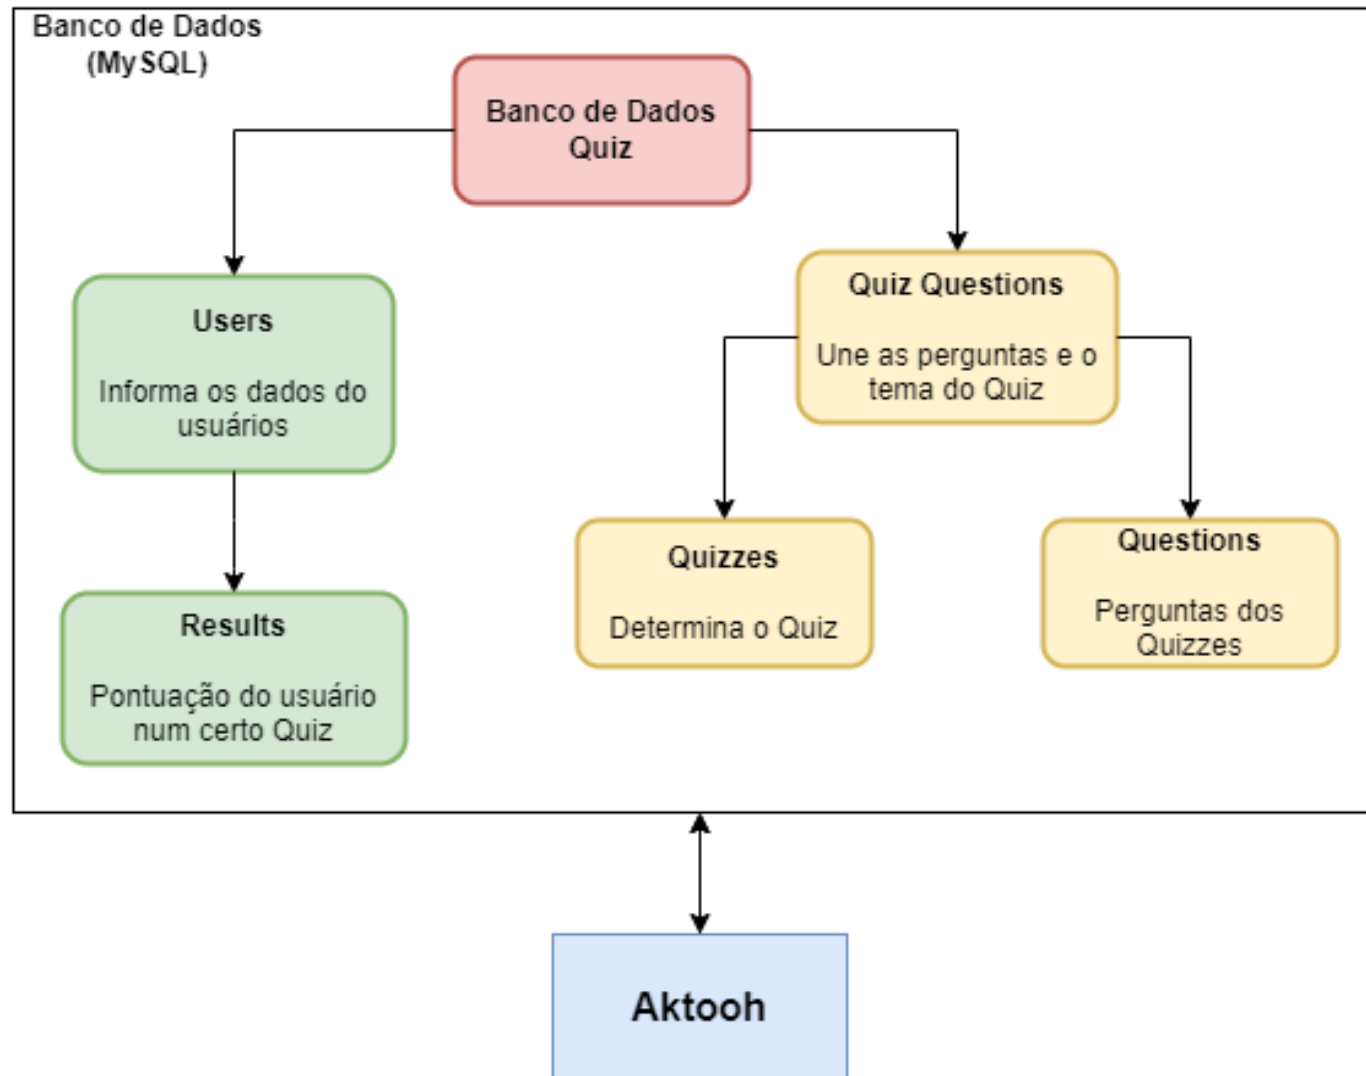 Banco de Dados
(MySQL)
Banco de Dados
Quiz
Users
Informa os dados do
usuários
Results
Pontuação do usuário
num certo Quiz
Quiz Questions
Une as perguntas e o
tema do Quiz
Quizzes
Determina o Quiz
Questions
Perguntas dos
Quizzes
Aktooh